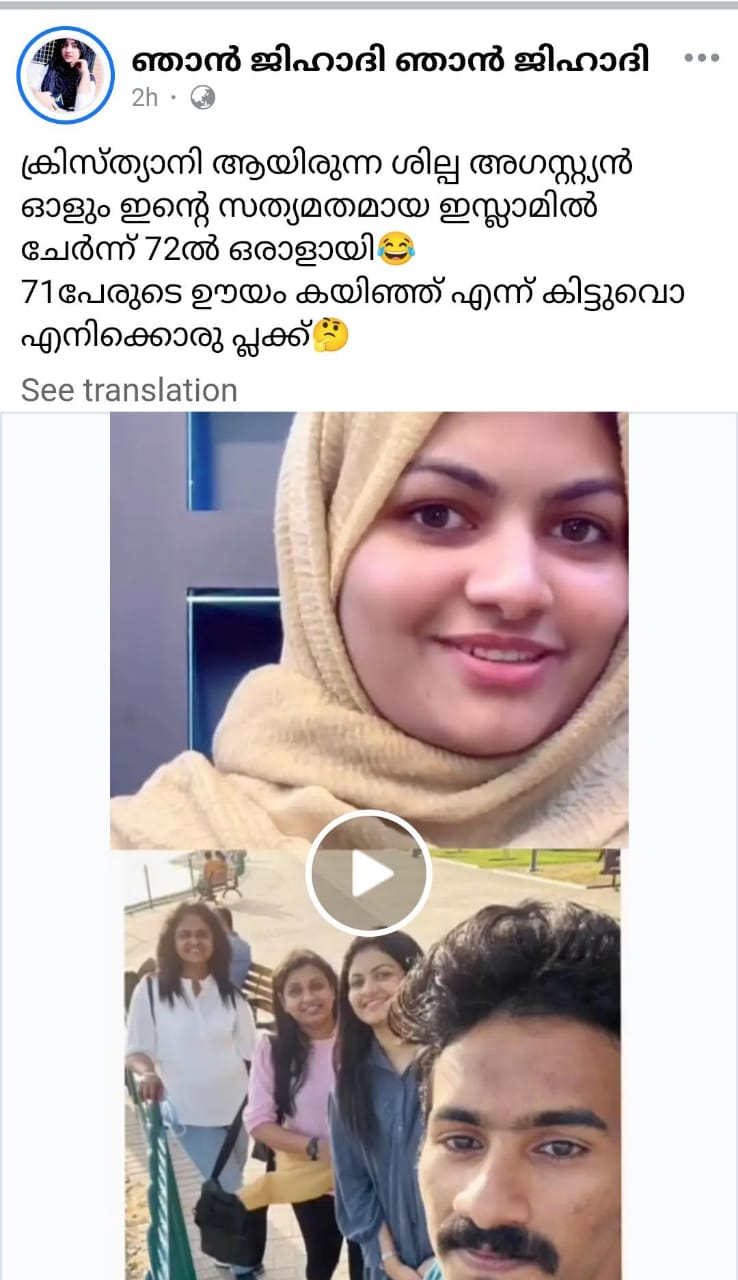 ഞാൻ ജിഹാദി ഞാൻ ജിഹാദി
2h ·
ക്രിസ്ത്യാനി ആയിരുന്ന ശില്പ അഗസ്റ്റ്യൻ
ഓളും ഇന്റെ സത്യമതമായ ഇസ്ലാമിൽ
ചേർന്ന് 72ൽ ഒരാളായി😂
71പേരുടെ ഊയം കയിഞ്ഞ് എന്ന് കിട്ടുവൊ
എനിക്കൊരു പ്ലക്ക്🤔
See translation